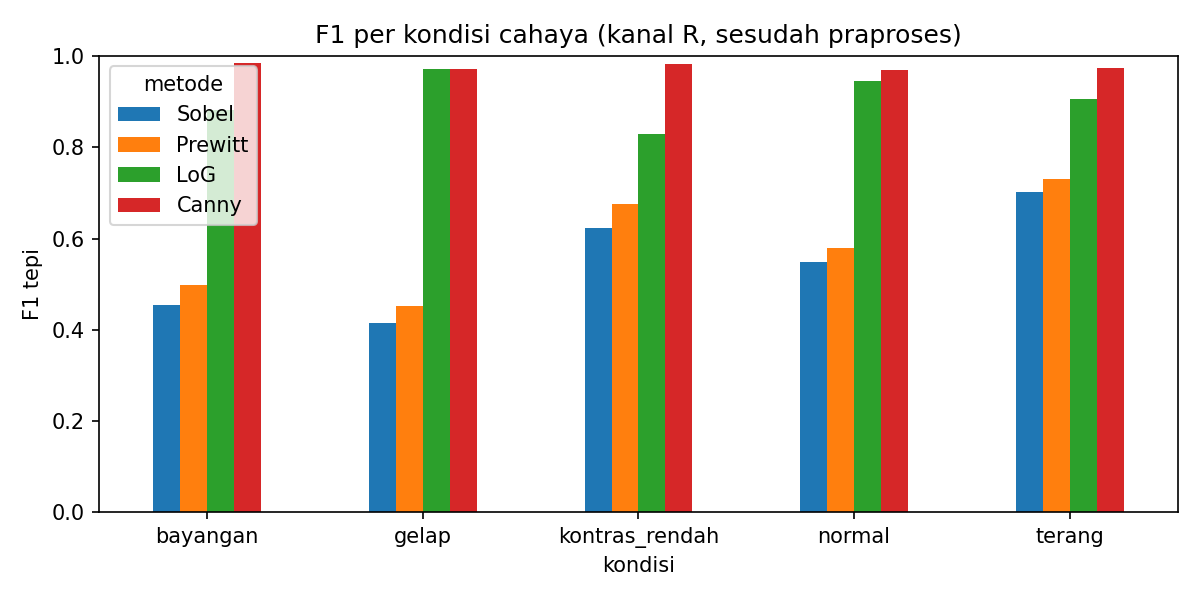 F1 per kondisi cahaya (kanal R, sesudah praproses)
metode
Sobel
Prewitt
LoG
Canny
F1 tepi
1.0
0.8
0.6
0.4
0.2
0.0
bayangan gelap kontras_rendah normal terang
kondisi